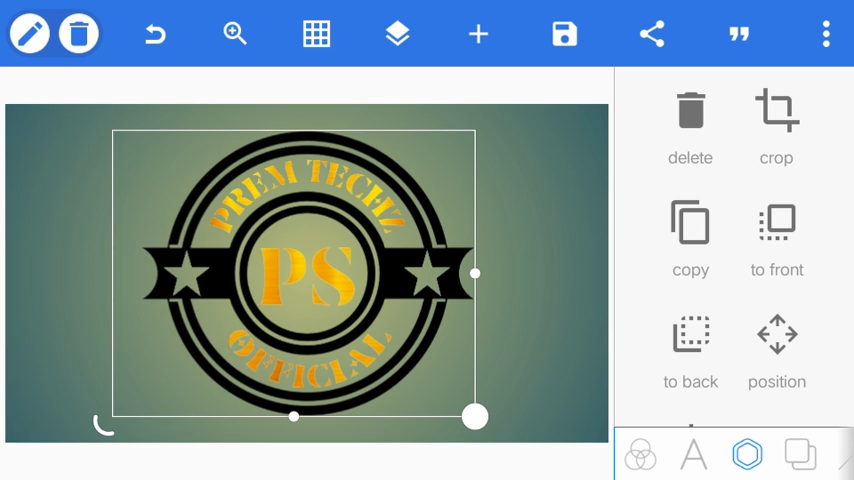 delete
crop
PREM TECHZ
copy
to front
PS
OFFICIAL
to back
position